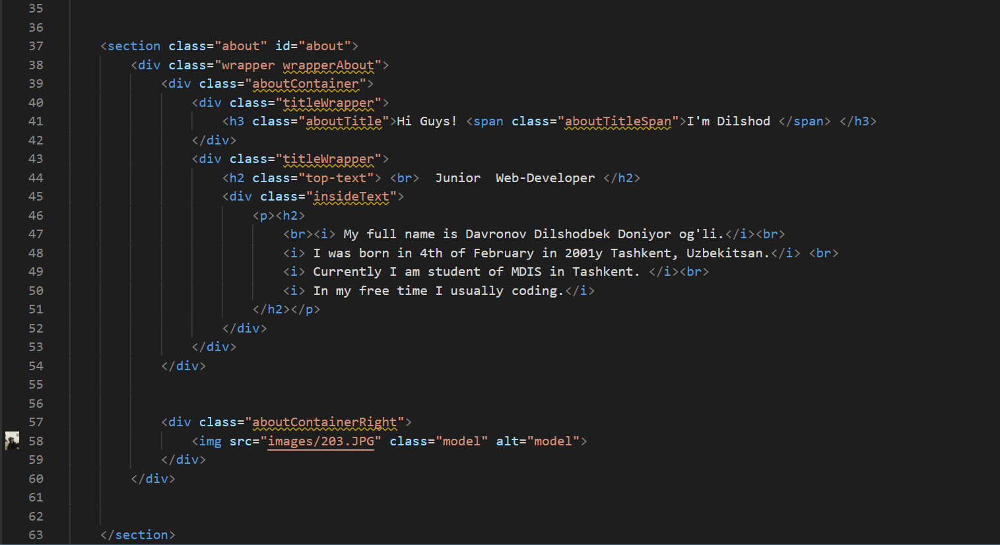 35
36
37 <section class="about" id="about">
38 <div class="wrapper wrapperAbout">
39 <div class="aboutContainer">
40 <div class="titleWrapper">
41 <h3 class="aboutTitle">Hi Guys! <span class="aboutTitleSpan">I'm Dilshod </span> </h3>
42 </div>
43 <div class="titleWrapper">
44 <h2 class="top-text"> <br>  Junior  Web-Developer </h2>
45 <div class="insideText">
46 <p><h2>
47 <br><i> My full name is Davronov Dilshodbek Doniyor og'li.</i><br>
48 <i> I was born in 4th of February in 2001y Tashkent, Uzbekitsan.</i> <br>
49 <i> Currently I am student of MDIS in Tashkent. </i><br>
50 <i> In my free time I usually coding.</i>
51 </h2></p>
52 </div>
53 </div>
54 </div>
55
56
57 <div class="aboutContainerRight">
58 <img src="images/203.JPG" class="model" alt="model">
59 </div>
60 </div>
61
62
63 </section>